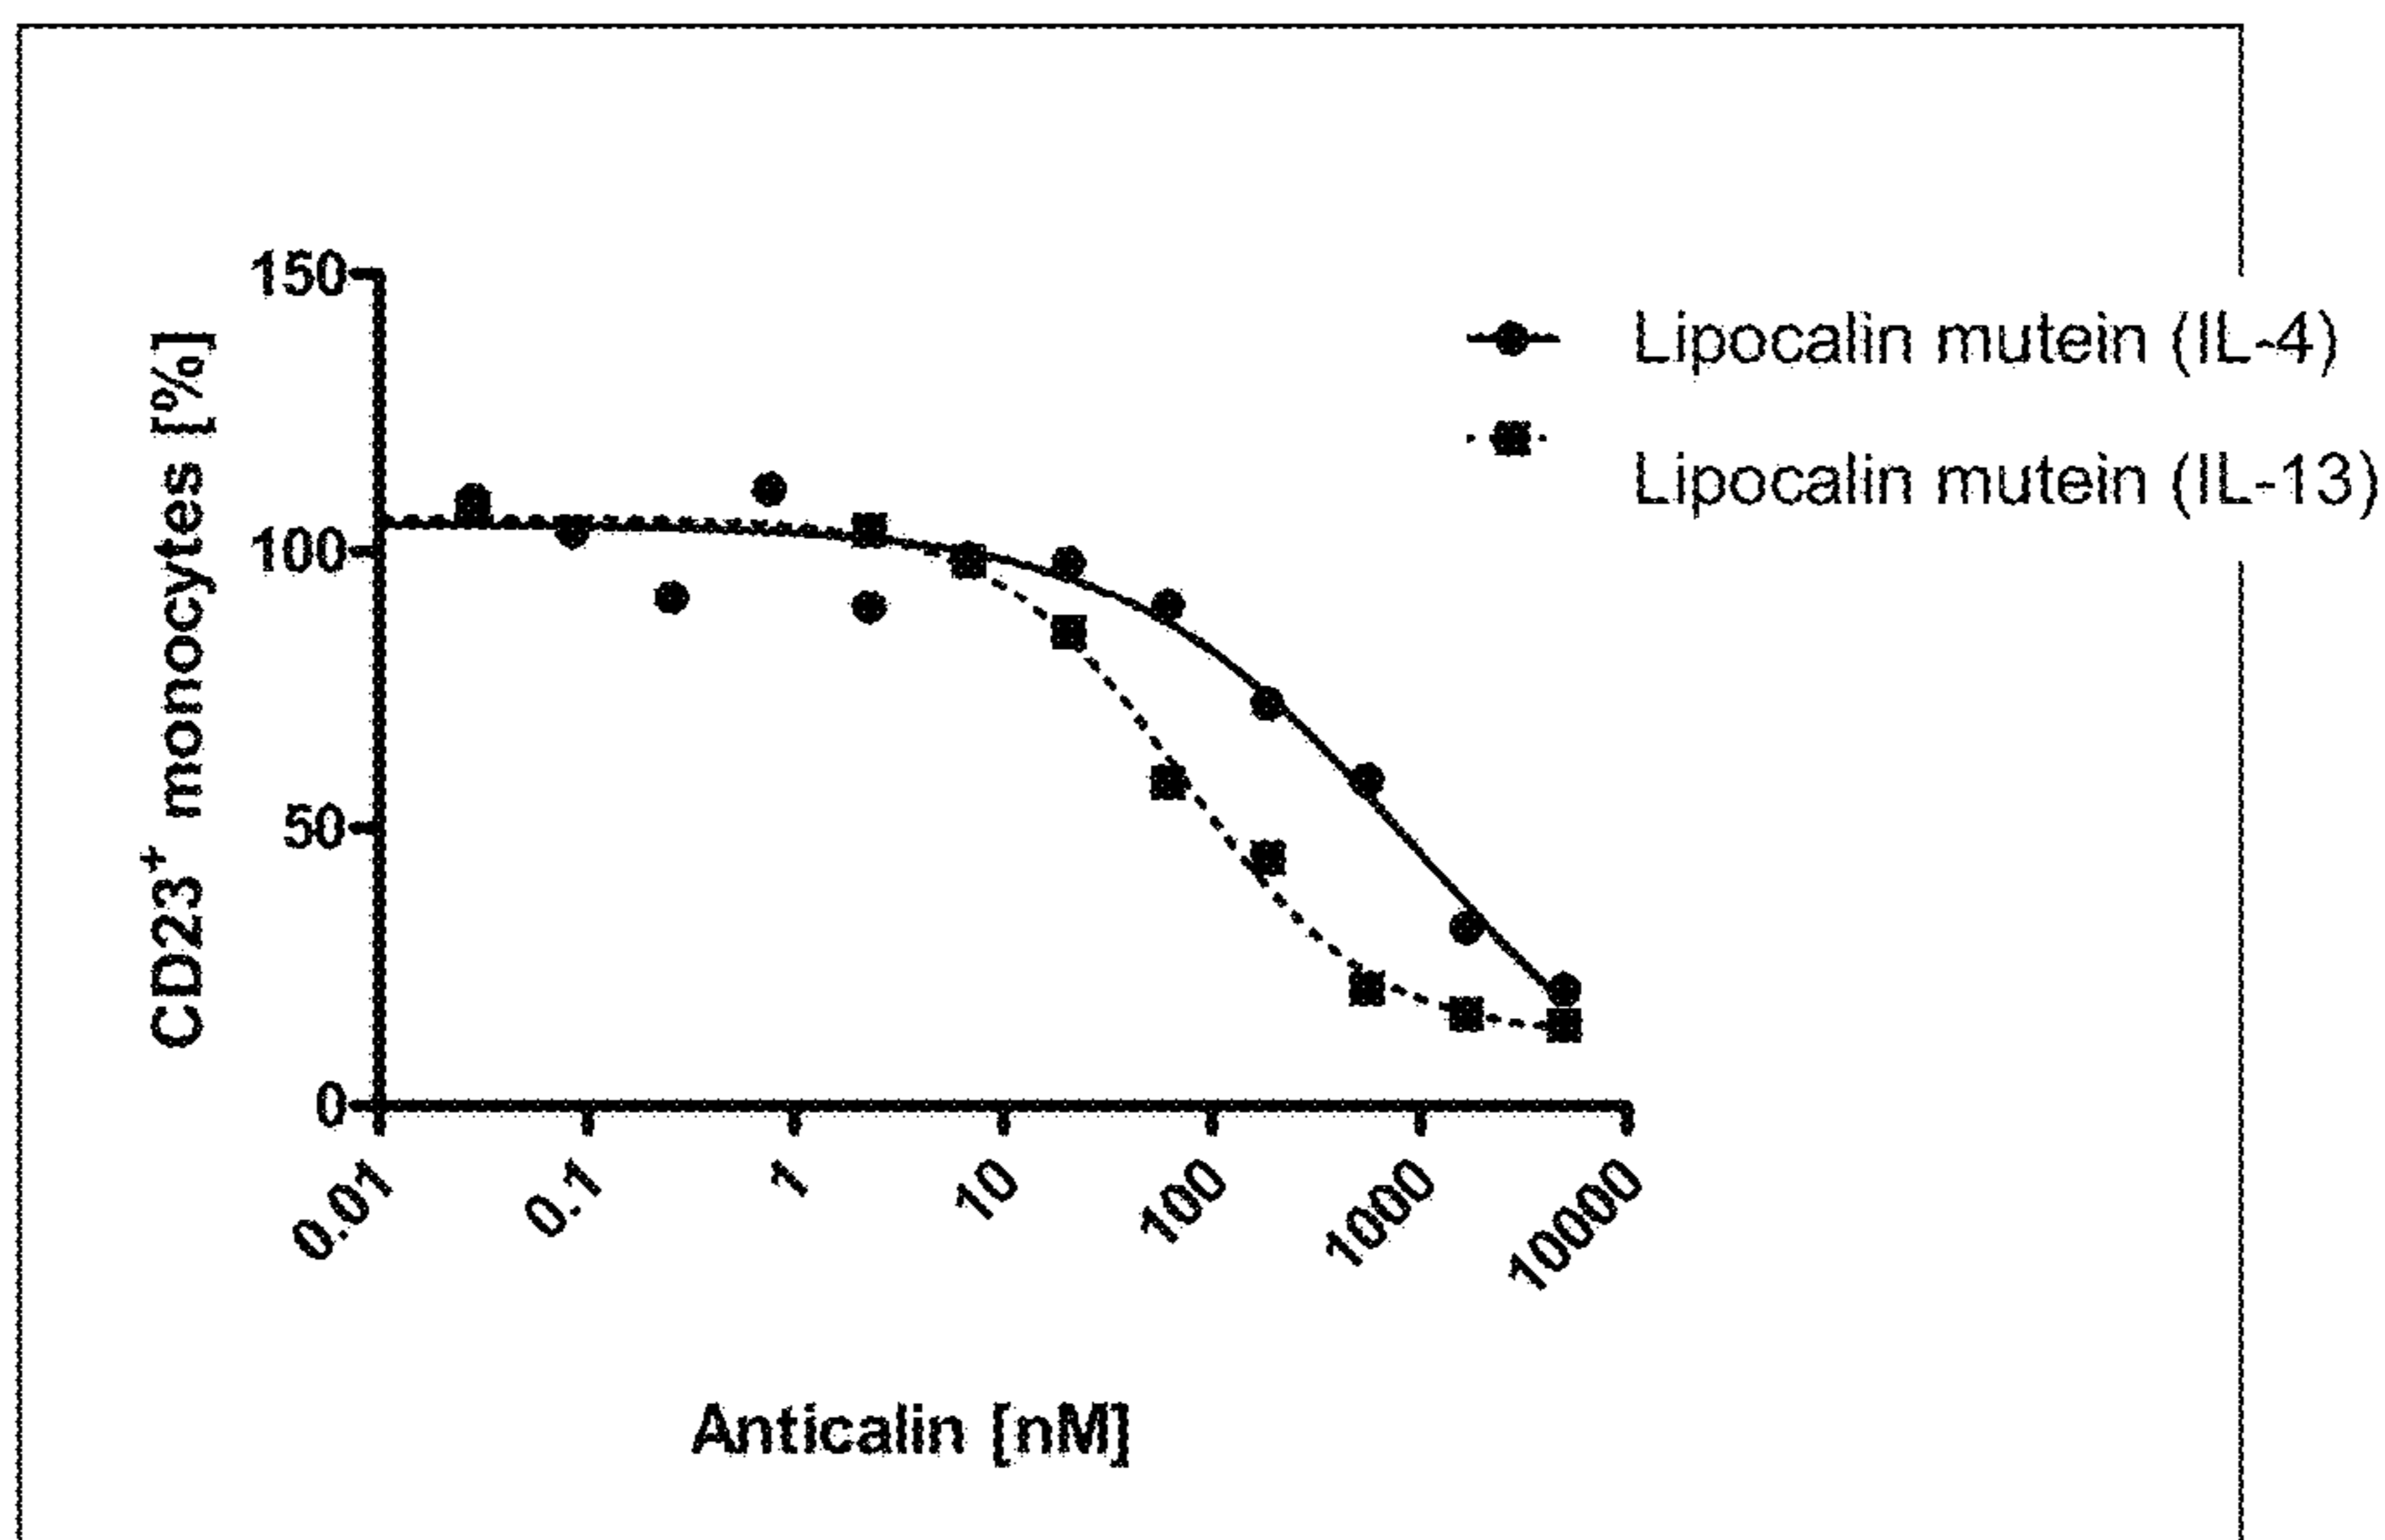 150
100
50
0
CD23+ monocytes [%]
Lipocalin mutein (IL-4)
Lipocalin mutein (IL-13)
0.01
0.1
1
10
100
1000
10000
Anticalin [nM]